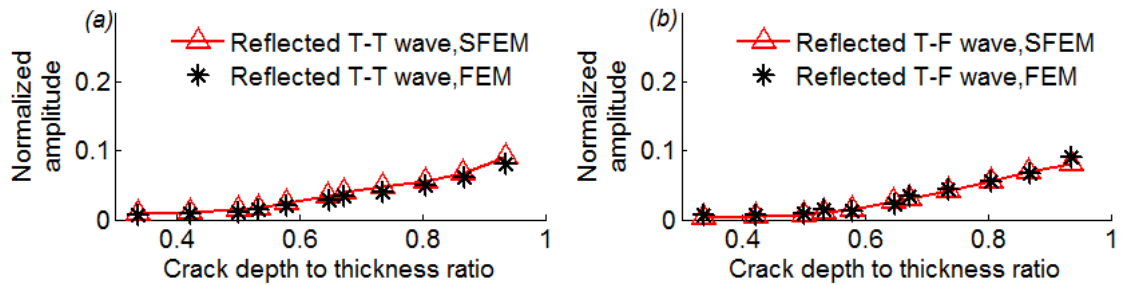 (a)
Reflected T-T wave,SFEM
Reflected T-T wave,FEM
Normalized
amplitude
0.2
0.1
0
0.4 0.6 0.8 1
Crack depth to thickness ratio
(b)
Reflected T-F wave,SFEM
Reflected T-F wave,FEM
Normalized
amplitude
0.2
0.1
0
0.4 0.6 0.8 1
Crack depth to thickness ratio